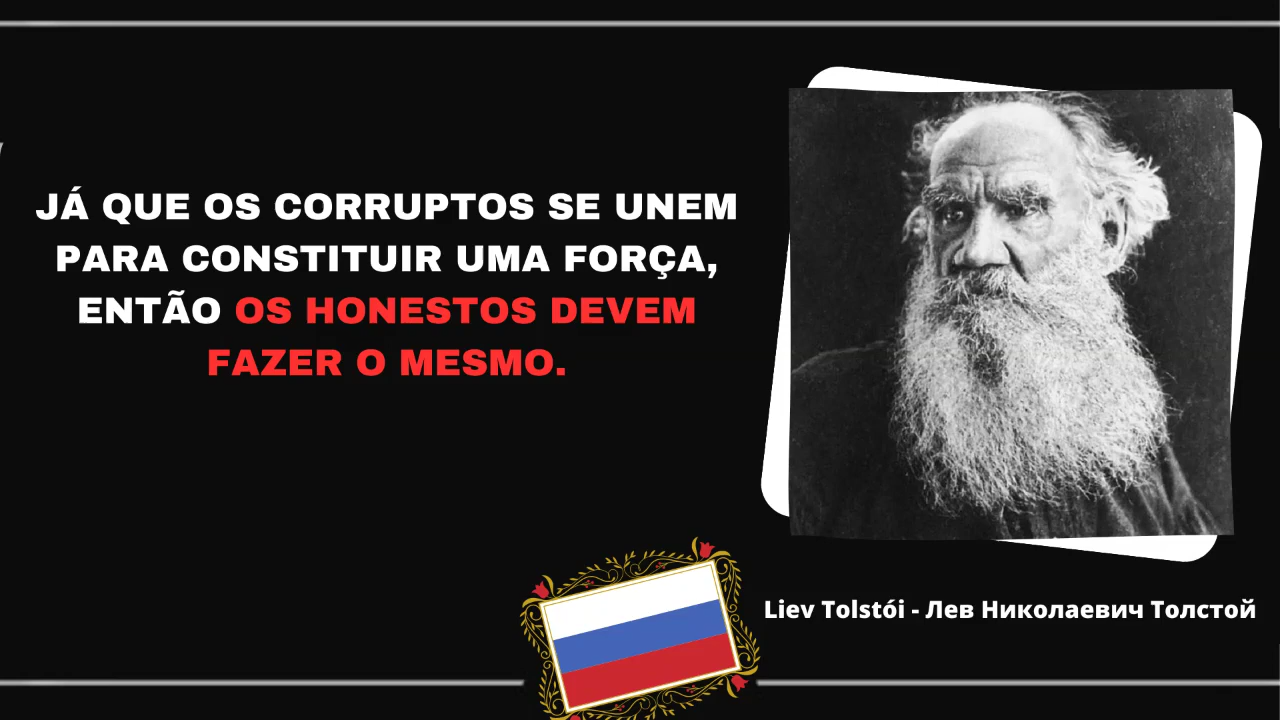 JÁ QUE OS CORRUPTOS SE UNEM
PARA CONSTITUIR UMA FORÇA,
ENTÃO OS HONESTOS DEVEM
FAZER O MESMO.
Liev Tolstói - Лев Николаевич Толстой